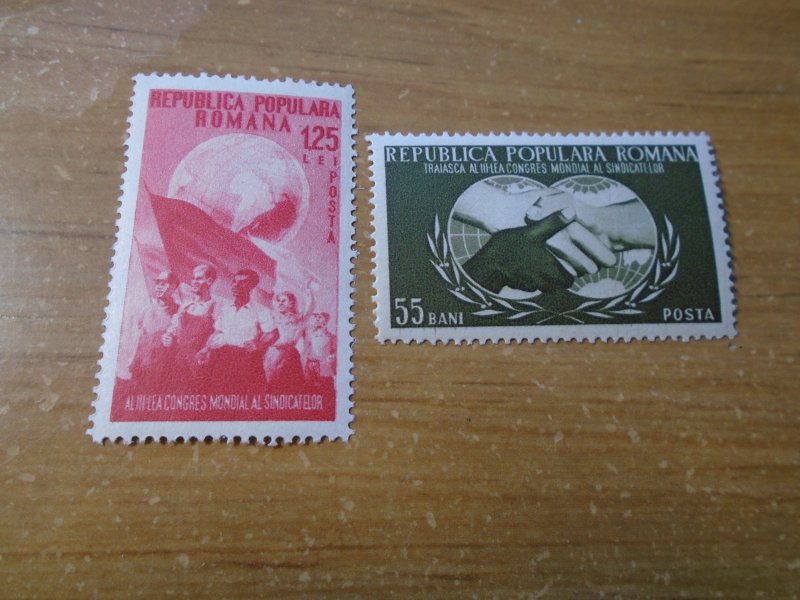 REPUBLICA POPULARA
ROMANA 1,25
LEI
POSTA
AL III-LEA CONGRES MONDIAL AL SINDICATELOR
REPUBLICA POPULARA ROMANA
TRAIASCA AL III-LEA CONGRES MONDIAL AL SINDICATELOR
55 BANI
POSTA